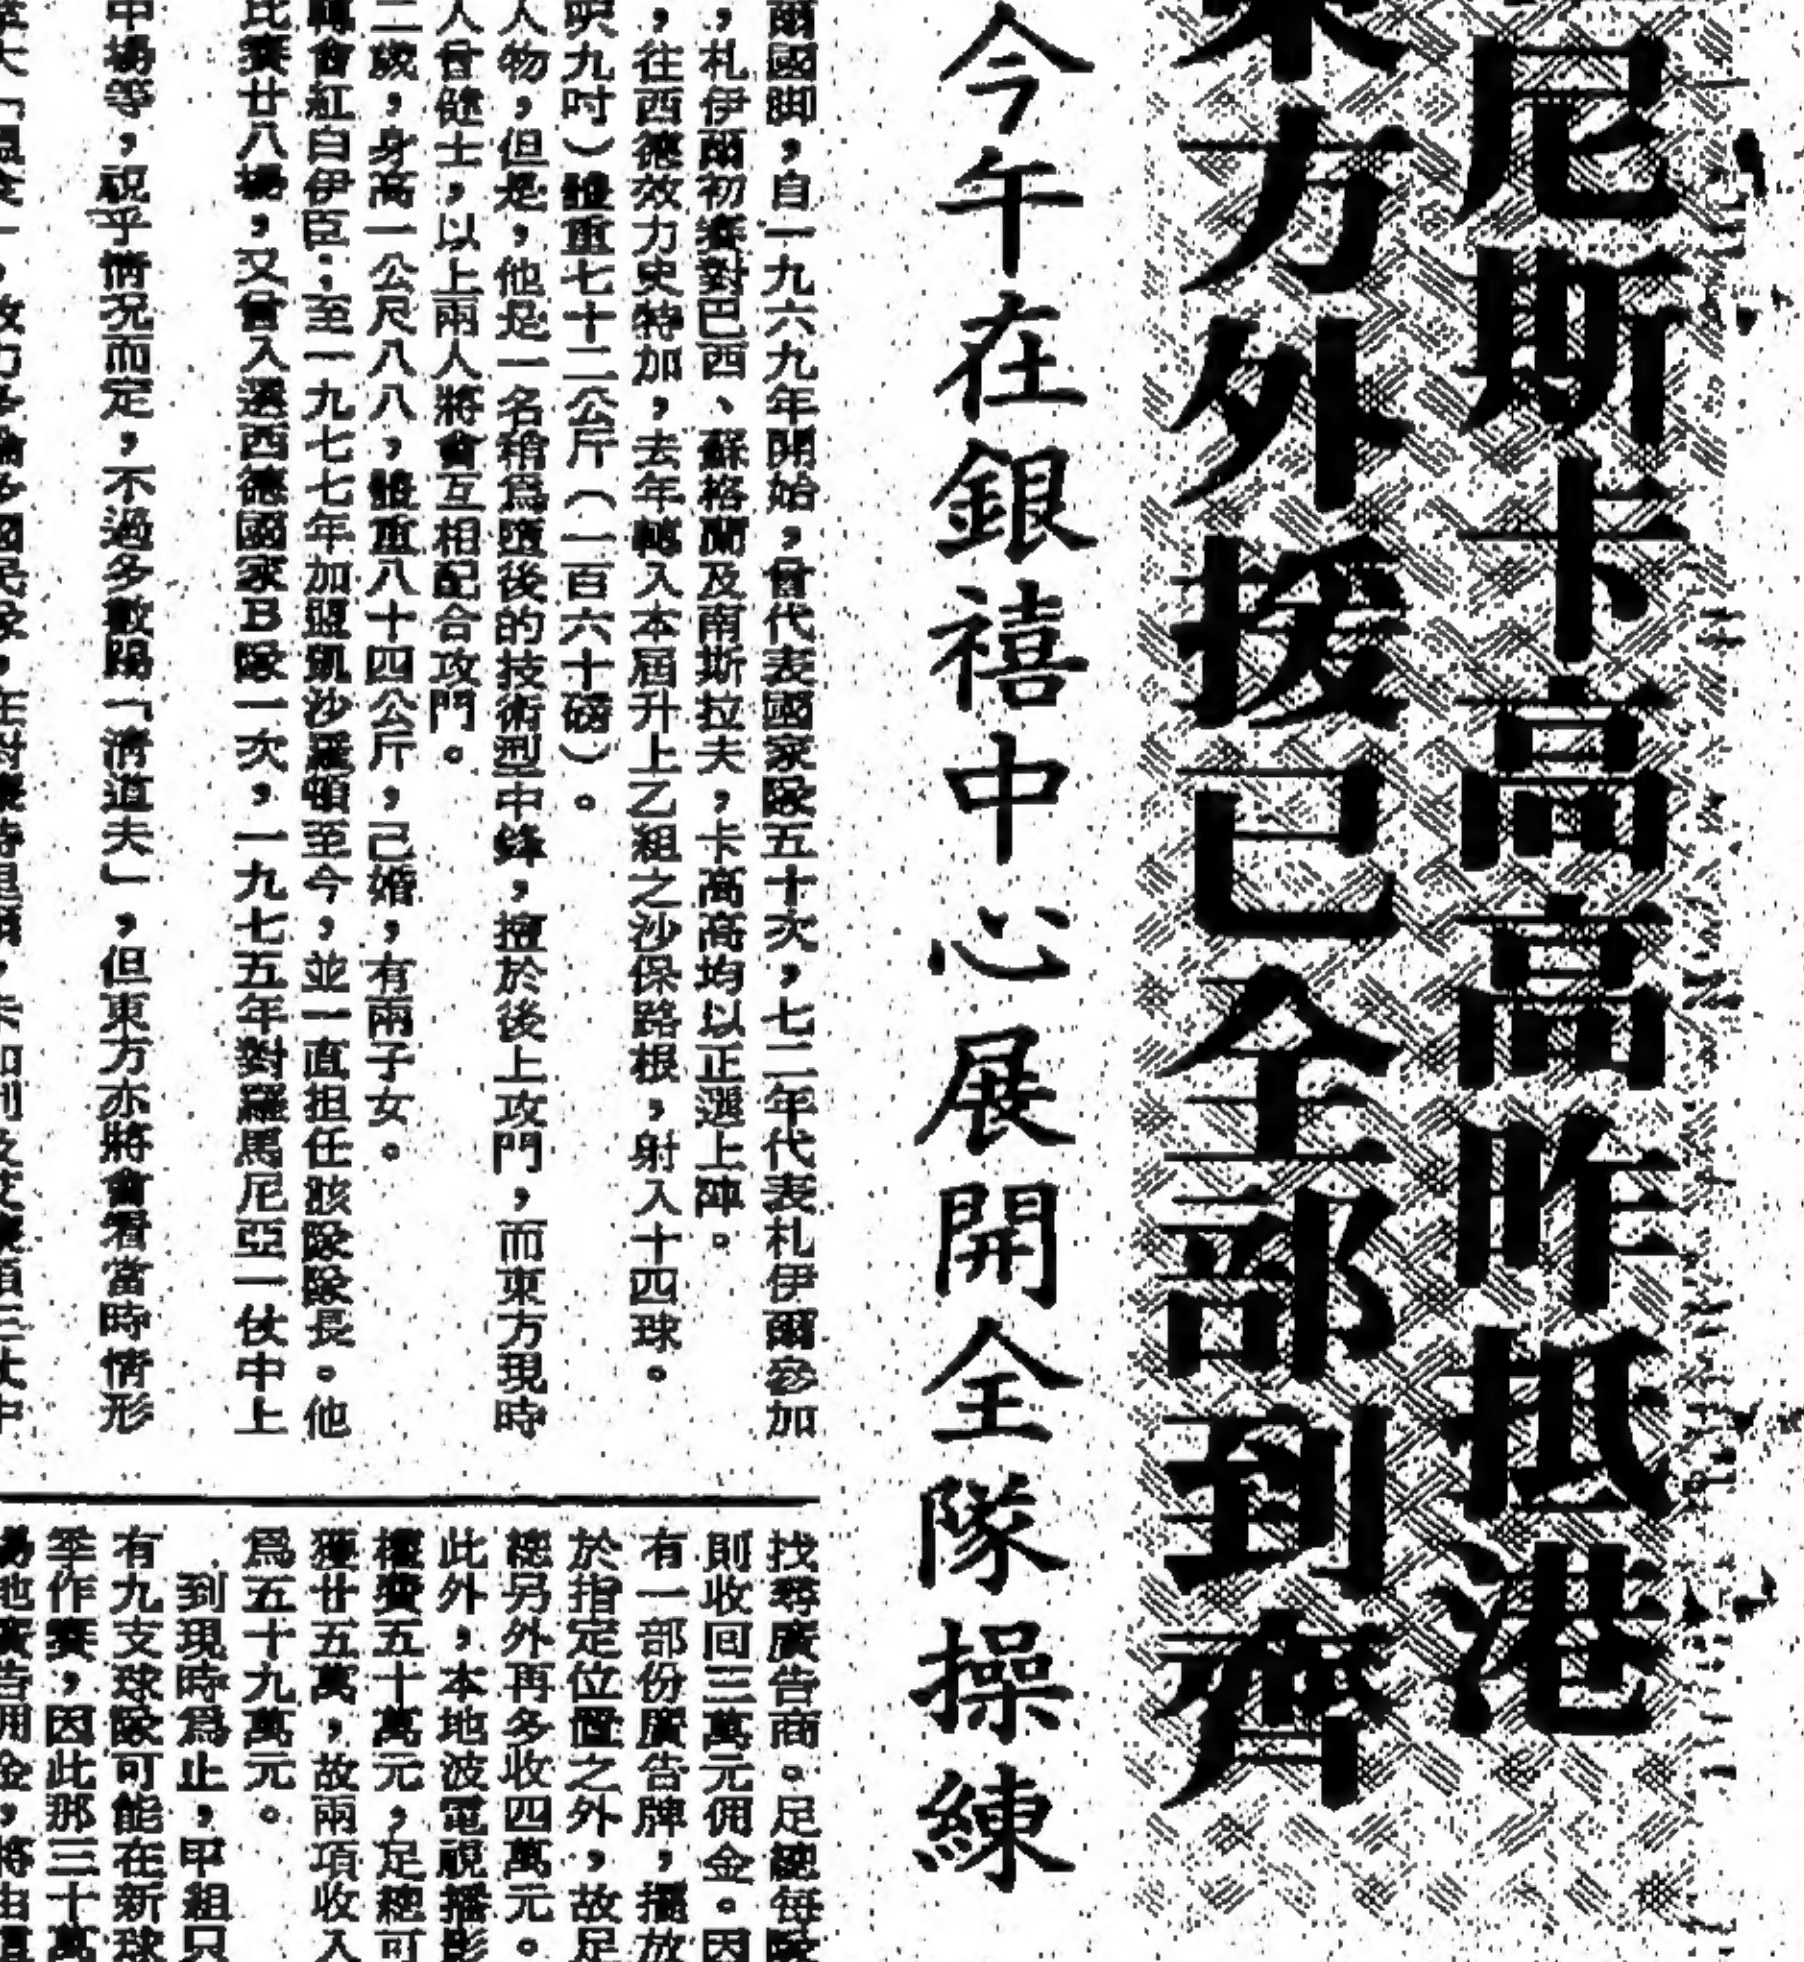 尼斯卡高高昨抵港
東方外援已全部到齊
今午在銀禧中心展開全隊操練
爾國脚，自一九六九年開始，曾代表國家隊五十次，七二年代表札伊爾參加
，札伊爾初賽對巴西、蘇格蘭及南斯拉夫，卡高高均以正選上陣。
，往西德效力史特加，去年轉入本屆升上乙組之沙保路根，射入十四球。
呎九吋）體重七十二公斤（一百六十磅）。
人物，但是，他是一名稍爲墮後的技術型中鋒，擅於後上攻門，而東方現時
人曾健士，以上兩人將會互相配合攻門。
二歲，身高一公尺八八，體重八十四公斤，己婚，有兩子女。
轉會紅白伊臣；至一九七七年加盟凱沙羅頓至今，並一直担任該隊隊長。他
比賽廿八場，又曾入選西德國家B隊一次，一九七五年對羅馬尼亞一仗中上
中場等，視乎情況而定，不過多數踢「清道夫」，但東方亦將會看當時情形
找尋廣告商。足總每隊
則收回三萬元佣金。因
有一部份廣告牌，擺放
於指定位置之外，故足
總另外再多收四萬元。
此外，本地波電視播影
權費五十萬元，足總可
獲廿五萬，故兩項收入
爲五十九萬元。
到現時爲止，甲組只
有九支球隊可能在新球
季作賽，因此那三十萬
場地廣告佣金，將由這